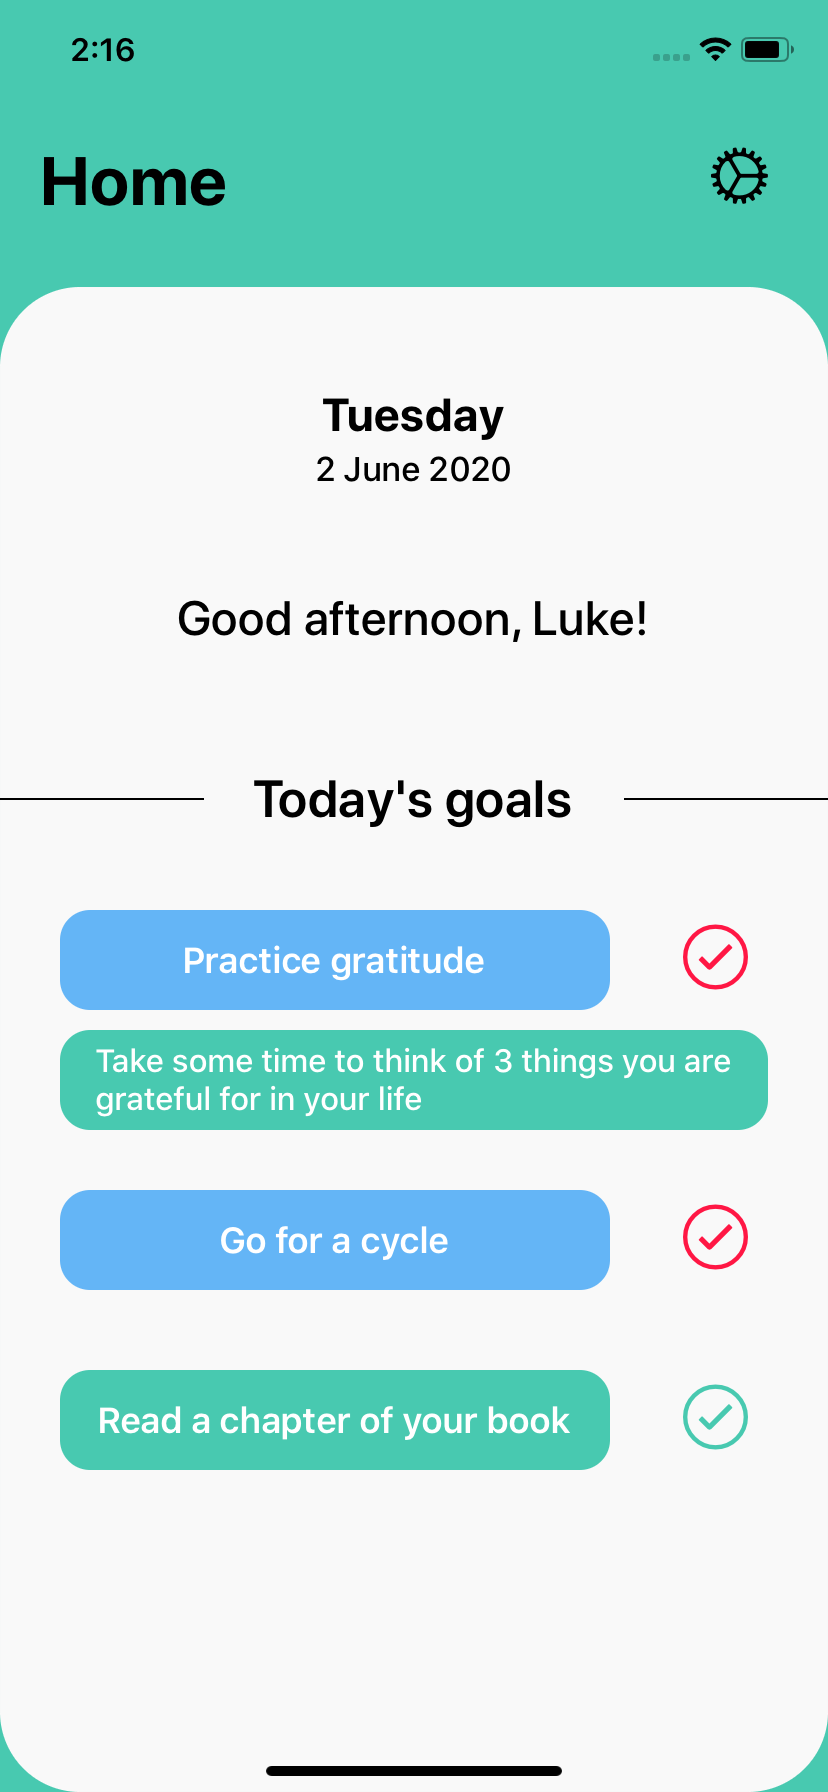 2:16
Home
Tuesday
2 June 2020
Good afternoon, Luke!
Today's goals
Practice gratitude
Take some time to think of 3 things you are
grateful for in your life
Go for a cycle
Read a chapter of your book